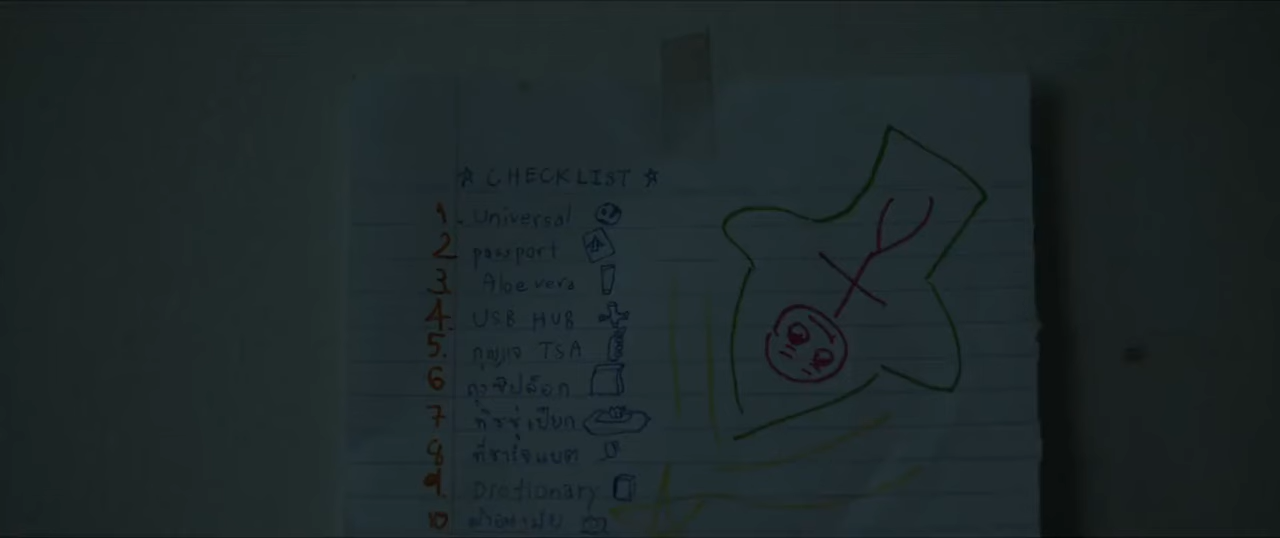 ☆ CHECKLIST ☆
1. Universal
2 passport
3. Aloe vera
4. USB HUB
5. กุญแจ TSA
6 ถุงซิปล็อก
7 ทิชชู่เปียก
8 ที่ชาร์จแบต
9. Dictionary
10